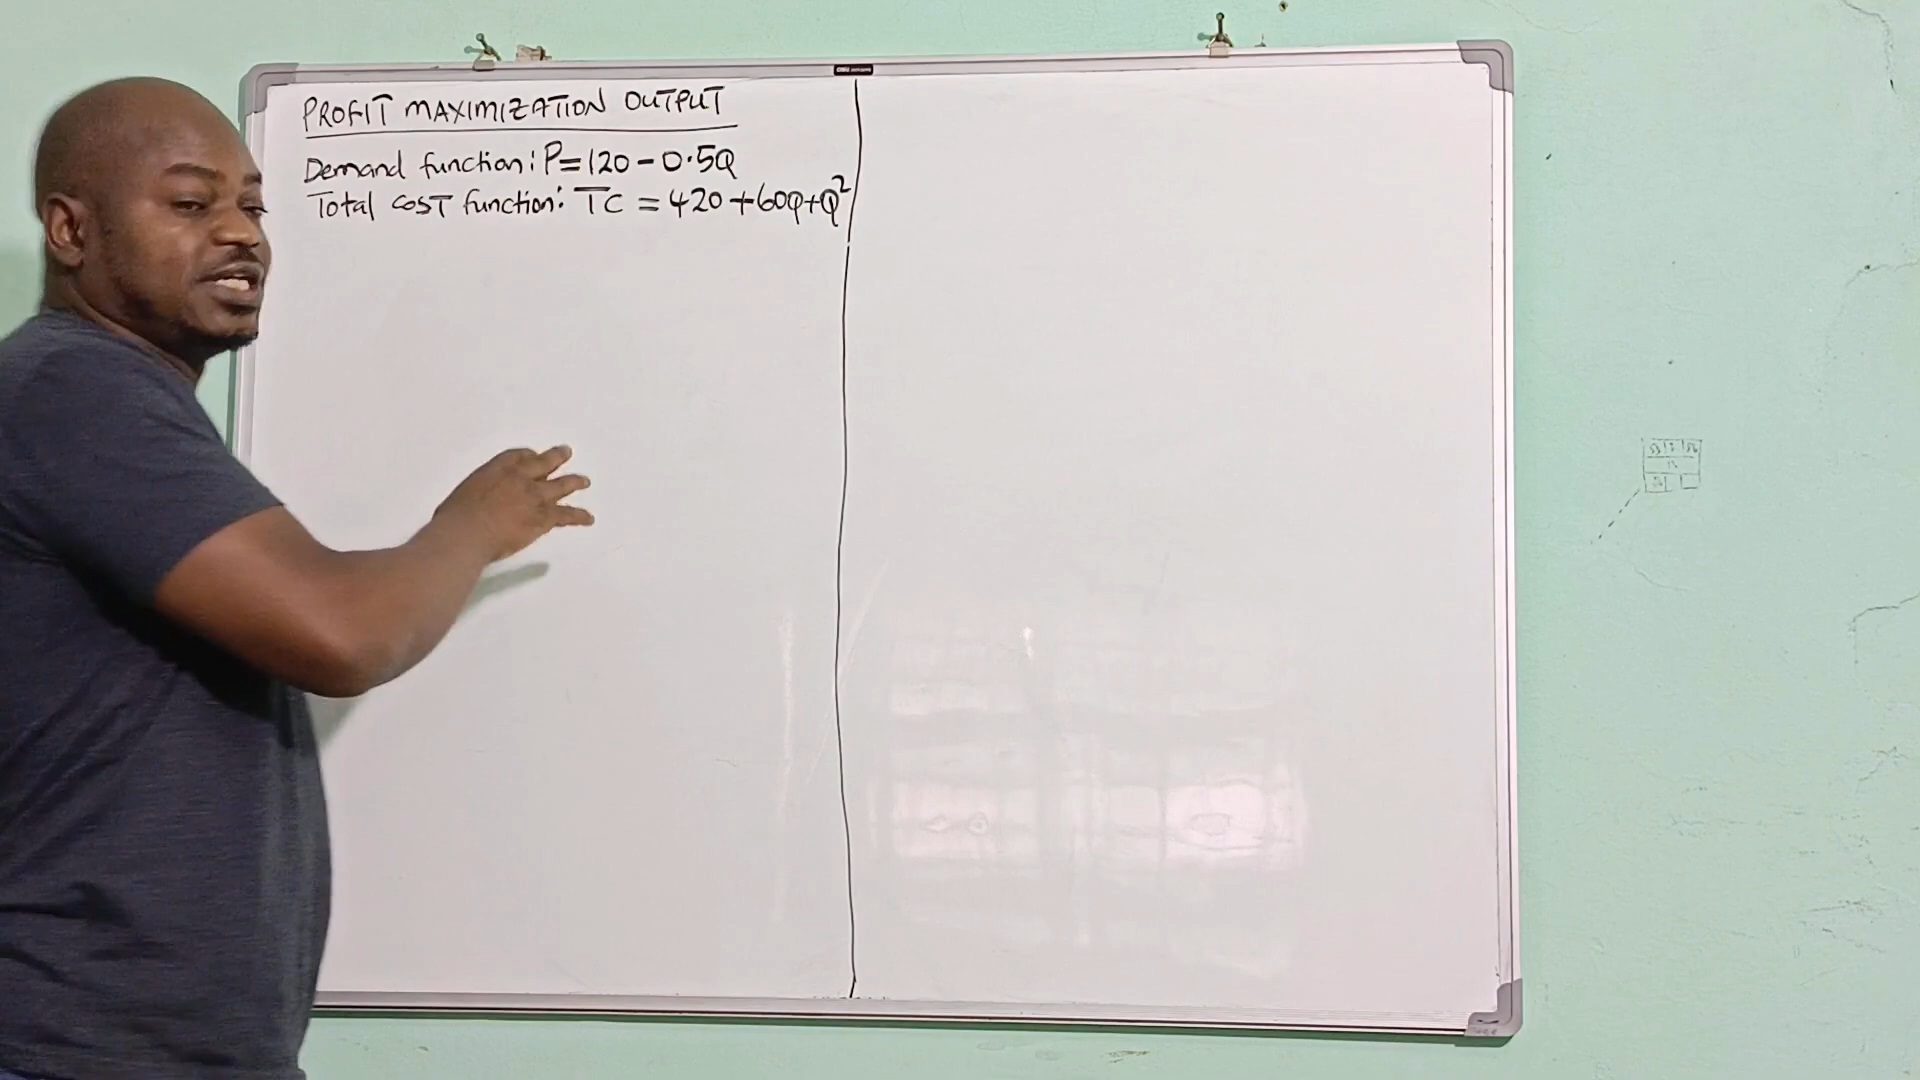 PROFIT MAXIMIZATION OUTPUT
Demand function: P = 120 - 0.5Q
Total cost function: TC = 420 + 60Q + Q²